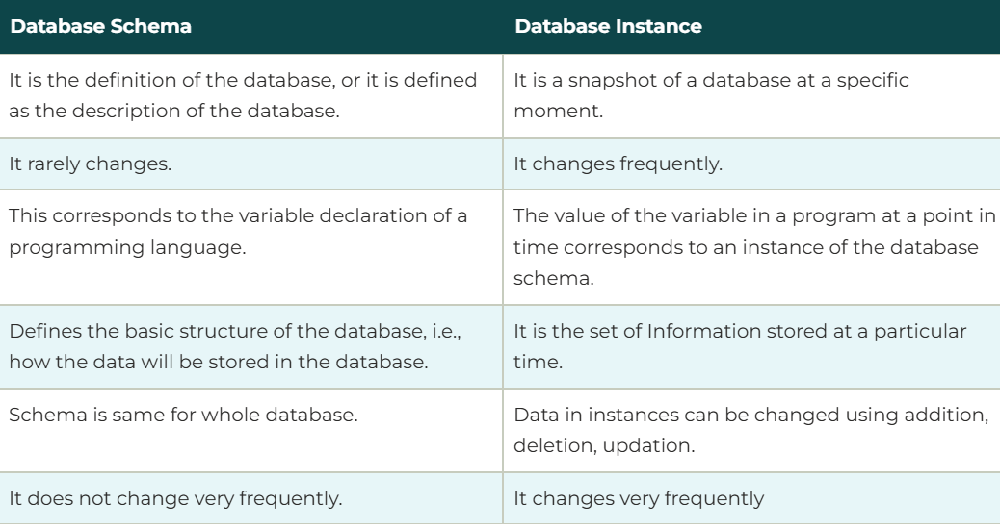 Database Schema
Database Instance
It is the definition of the database, or it is defined
as the description of the database.
It is a snapshot of a database at a specific
moment.
It rarely changes.
It changes frequently.
This corresponds to the variable declaration of a
programming language.
The value of the variable in a program at a point in
time corresponds to an instance of the database
schema.
Defines the basic structure of the database, i.e.,
how the data will be stored in the database.
It is the set of Information stored at a particular
time.
Schema is same for whole database.
Data in instances can be changed using addition,
deletion, updation.
It does not change very frequently.
It changes very frequently